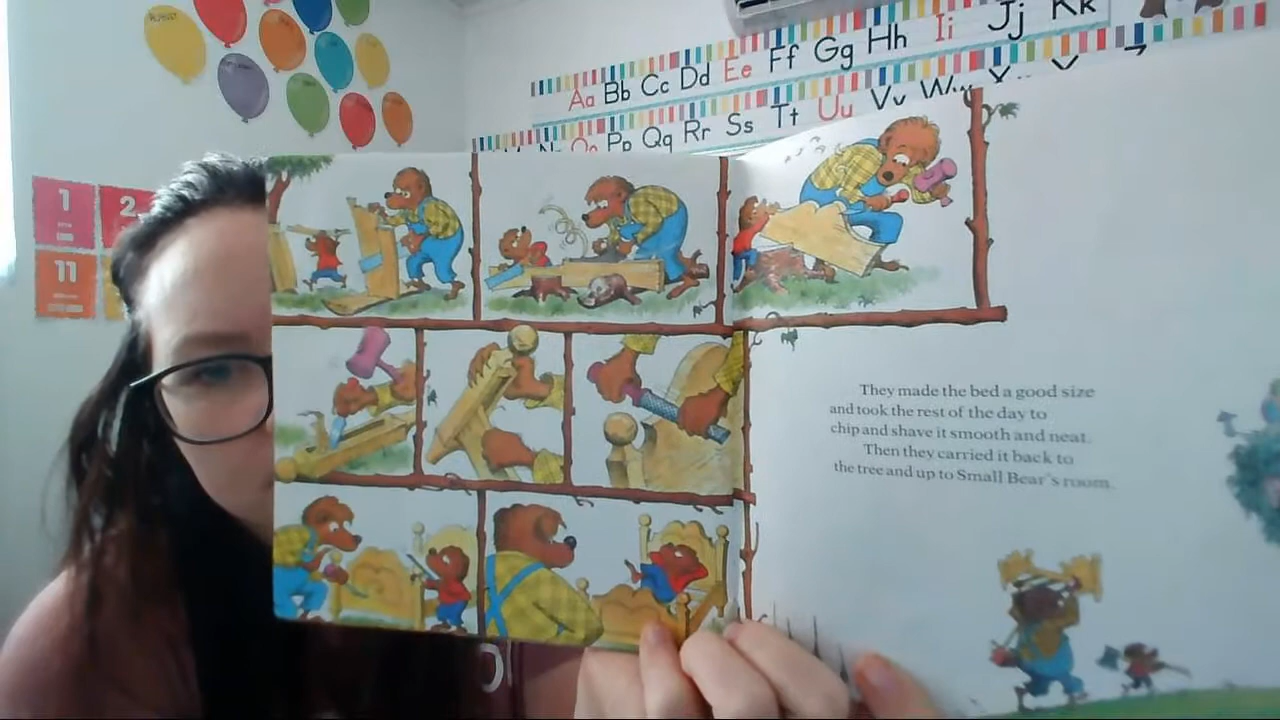 AUGUST
Aa Bb Cc Dd Ee Ff Gg Hh Ii Jj Kk
Pp Qq Rr Ss Tt Uu Vv
1
2
11
They made the bed a good size
and took the rest of the day to
chip and shave it smooth and neat.
Then they carried it back to
the tree and up to Small Bear's room.